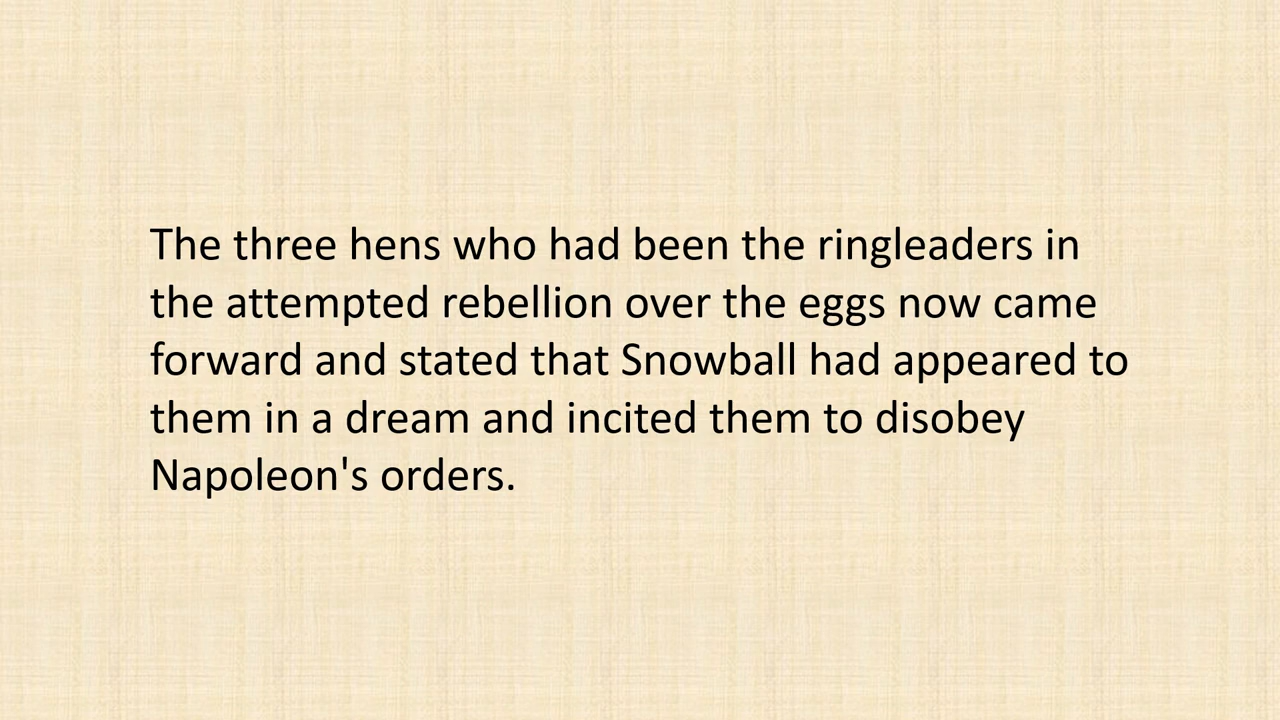 The three hens who had been the ringleaders in
the attempted rebellion over the eggs now came
forward and stated that Snowball had appeared to
them in a dream and incited them to disobey
Napoleon's orders.